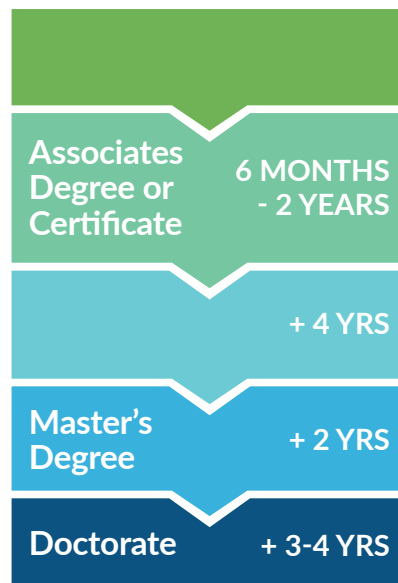 Associates
Degree or
Certificate
6 MONTHS
- 2 YEARS
+ 4 YRS
Master’s
Degree
+ 2 YRS
Doctorate
+ 3-4 YRS